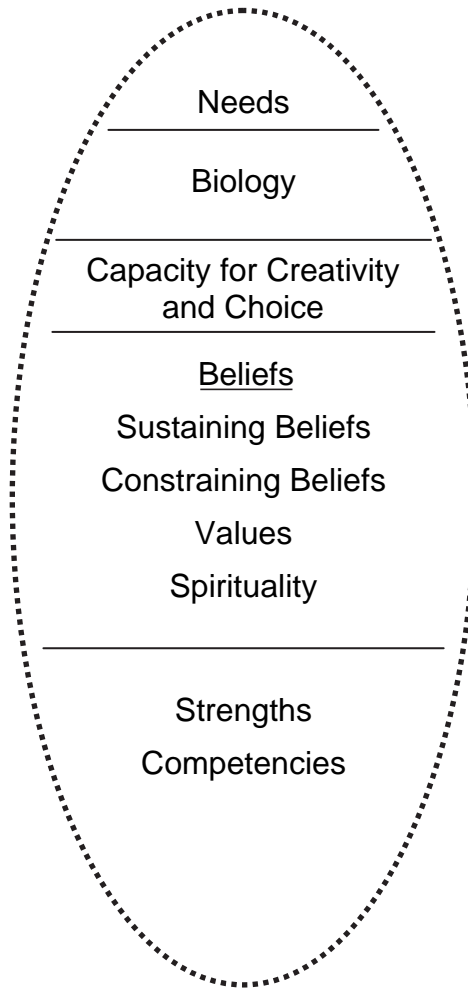 Needs
Biology
Capacity for Creativity
and Choice
Beliefs
Sustaining Beliefs
Constraining Beliefs
Values
Spirituality
Strengths
Competencies